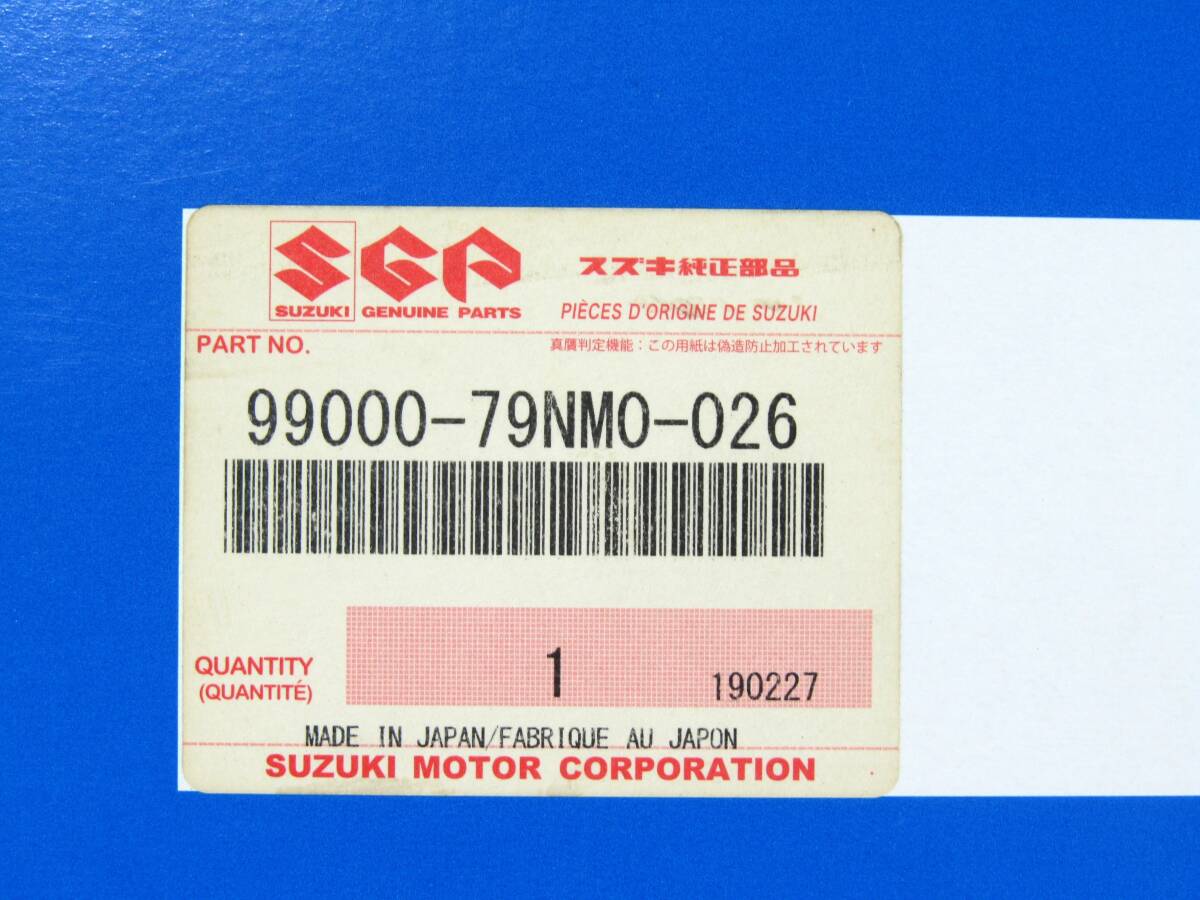 SGP スズキ純正部品
SUZUKI GENUINE PARTS PIÈCES D'ORIGINE DE SUZUKI
PART NO. 真贋判定機能：この用紙は偽造防止加工されています
99000-79NM0-026
QUANTITY
(QUANTITÉ)
1 190227
MADE IN JAPAN/FABRIQUE AU JAPON
SUZUKI MOTOR CORPORATION